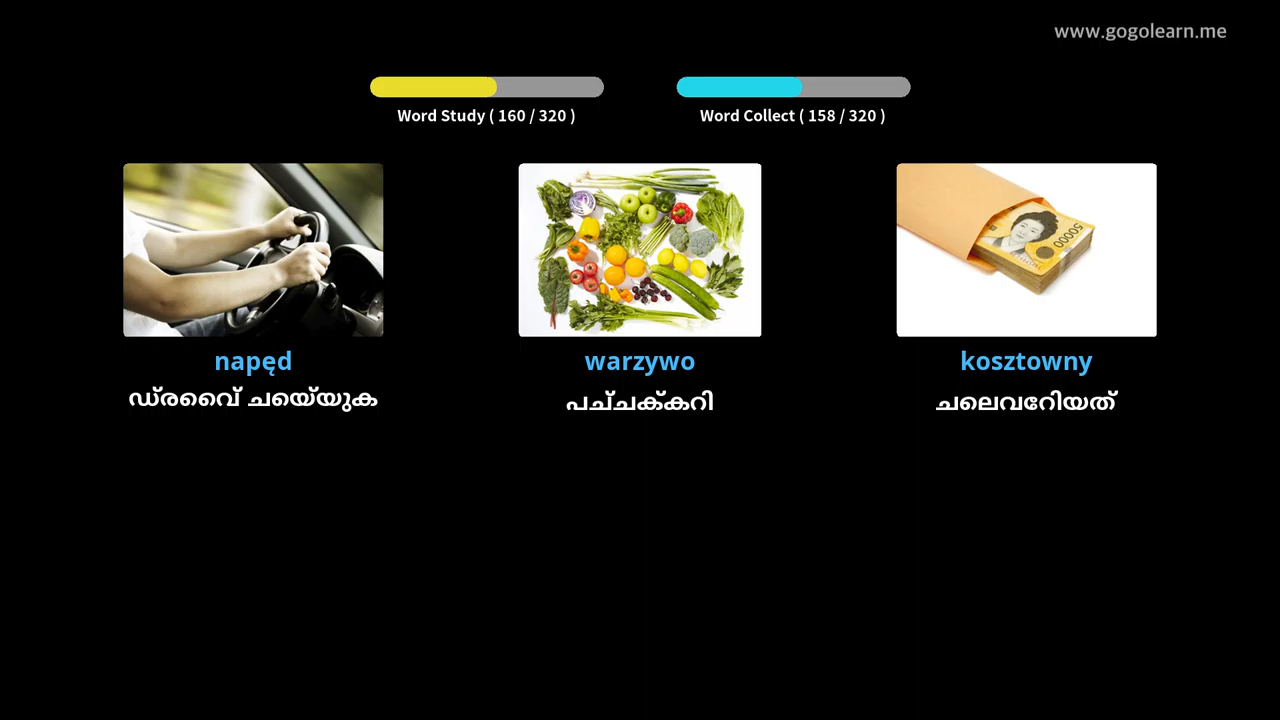 www.gogolearn.me
Word Study ( 160 / 320 )
Word Collect ( 158 / 320 )
50000
napęd
warzywo
kosztowny
ഡ്രൈവ് ചെയ്യുക
പച്ചക്കറി
ചെലവേറിയത്